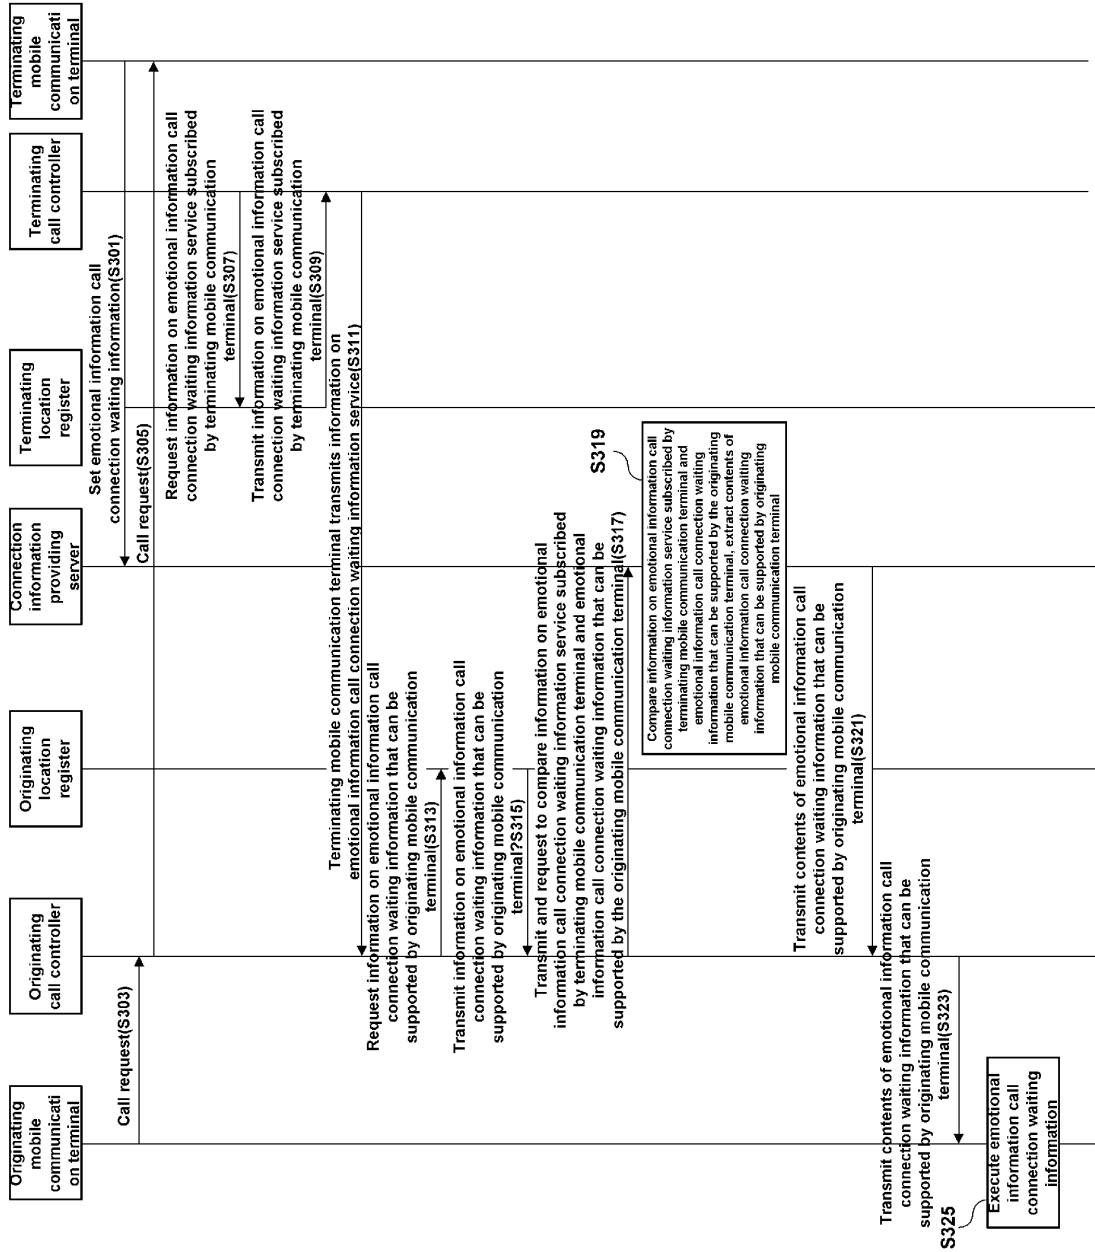 Originating
mobile
communicati
on terminal
Originating
call controller
Originating
location
register
Connection
information
providing
server
Terminating
location
register
Terminating
call controller
Terminating
mobile
communicati
on terminal
Set emotional information call
connection waiting information(S301)
Call request(S303)
Call request(S305)
Request information on emotional information call
connection waiting information service subscribed
by terminating mobile communication
terminal(S307)
Transmit information on emotional information call
connection waiting information service subscribed
by terminating mobile communication
terminal(S309)
Terminating mobile communication terminal transmits information on
emotional information call connection waiting information service(S311)
Request information on emotional information call
connection waiting information that can be
supported by originating mobile communication
terminal(S313)
Transmit information on emotional information call
connection waiting information that can be
supported by originating mobile communication
terminal?S315)
Transmit and request to compare information on emotional
information call connection waiting information service subscribed
by terminating mobile communication terminal and emotional
information call connection waiting information that can be
supported by the originating mobile communication terminal(S317)
S319
Compare information on emotional information call
connection waiting information service subscribed by
terminating mobile communication terminal and
emotional information call connection waiting
information that can be supported by the originating
mobile communication terminal, extract contents of
emotional information call connection waiting
information that can be supported by originating
mobile communication terminal
Transmit contents of emotional information call
connection waiting information that can be
supported by originating mobile communication
terminal(S321)
Transmit contents of emotional information call
connection waiting information that can be
supported by originating mobile communication
terminal(S323)
S325
Execute emotional
information call
connection waiting
information